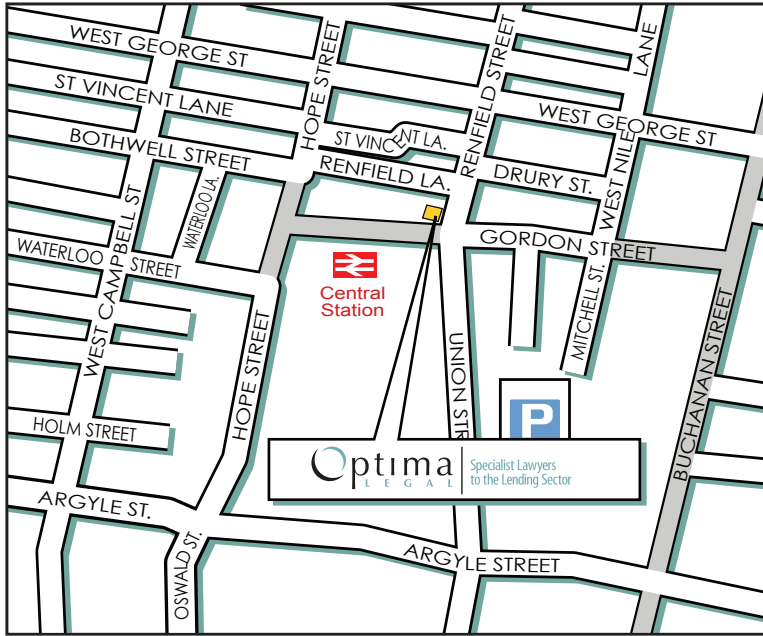 WEST GEORGE ST
ST VINCENT LANE
BOTHWELL STREET
HOPE STREET
ST VINCENT LA.
RENFIELD LA.
RENFIELD STREET
LANE
WEST GEORGE ST
WEST NILE
DRURY ST.
WATERLOO LA.
WATERLOO STREET
WEST CAMPBELL ST
GORDON STREET
MITCHELL ST.
Central
Station
HOPE STREET
UNION STR
BUCHANAN STREET
P
HOLM STREET
Optima
LEGAL
Specialist Lawyers
to the Lending Sector
ARGYLE ST.
OSWALD ST.
ARGYLE STREET